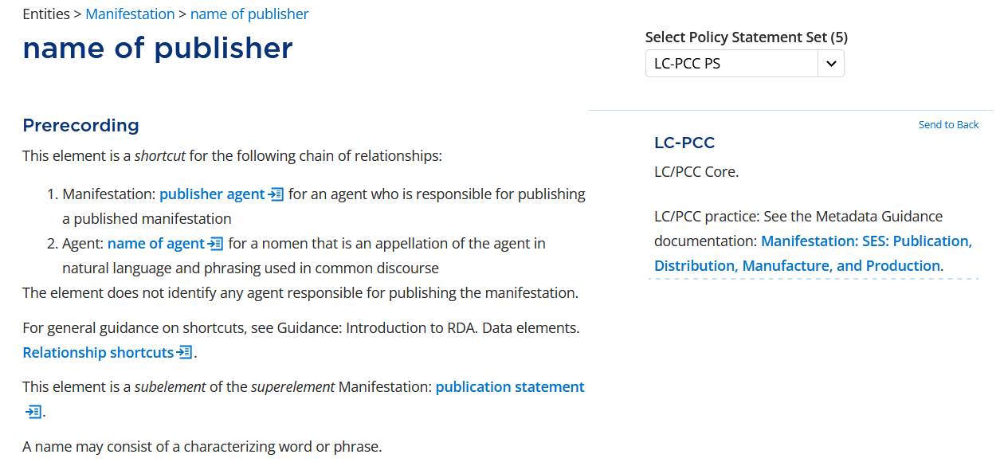 Entities > Manifestation > name of publisher
name of publisher
Prerecording
This element is a shortcut for the following chain of relationships:
1. Manifestation: publisher agent for an agent who is responsible for publishing
a published manifestation
2. Agent: name of agent for a nomen that is an appellation of the agent in
natural language and phrasing used in common discourse
The element does not identify any agent responsible for publishing the manifestation.
For general guidance on shortcuts, see Guidance: Introduction to RDA. Data elements.
Relationship shortcuts.
This element is a subelement of the superelement Manifestation: publication statement
.
A name may consist of a characterizing word or phrase.
Select Policy Statement Set (5)
LC-PCC PS
Send to Back
LC-PCC
LC/PCC Core.
LC/PCC practice: See the Metadata Guidance
documentation: Manifestation: SES: Publication,
Distribution, Manufacture, and Production.